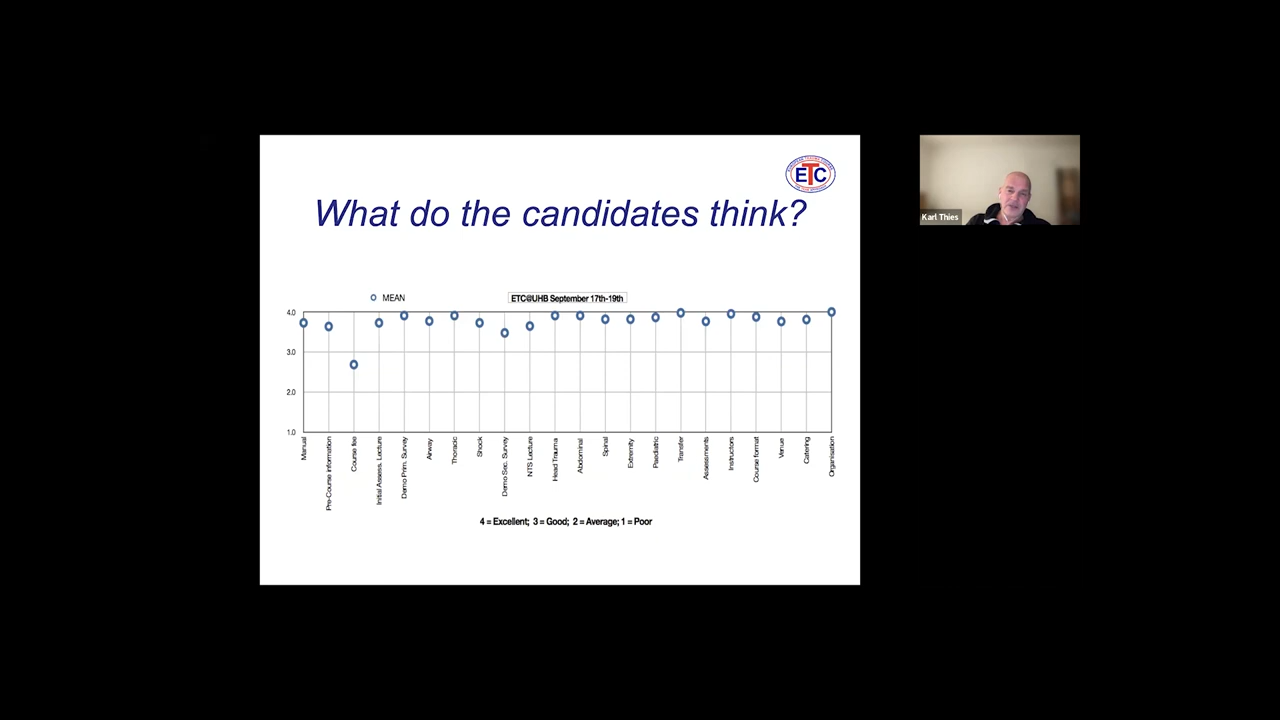 ETC
What do the candidates think?
MEAN
ETC@UHB September 17th-19th
4.0
3.0
2.0
1.0
Manual
Pre-Course information
Course fee
Initial Assess. Lecture
Demo Prim. Survey
Airway
Thoracic
Shock
Demo Sec. Survey
NTS Lecture
Head Trauma
Abdominal
Spinal
Extremity
Paediatric
Transfer
Assessments
Instructors
Course format
Venue
Catering
Organisation
4 = Excellent; 3 = Good; 2 = Average; 1 = Poor
Karl Thies